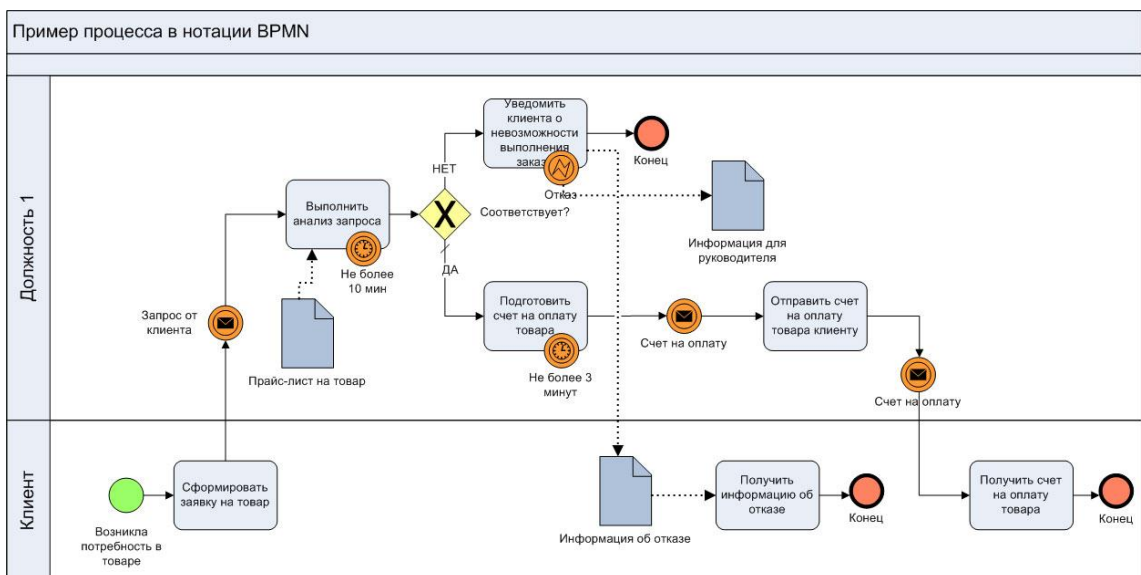 Пример процесса в нотации BPMN
Должность 1
Уведомить
клиента о
невозможности
выполнения
заказ
Конец
НЕТ
Отказ
Соответствует?
Информация для
руководителя
Выполнить
анализ запроса
Не более
10 мин
ДА
Запрос от
клиента
Прайс-лист на товар
Подготовить
счет на оплату
товара
Не более 3
минут
Счет на оплату
Отправить счет
на оплату
товара клиенту
Счет на оплату
Клиент
Возникла
потребность в
товаре
Сформировать
заявку на товар
Информация об отказе
Получить
информацию об
отказе
Конец
Получить счет
на оплату
товара
Конец